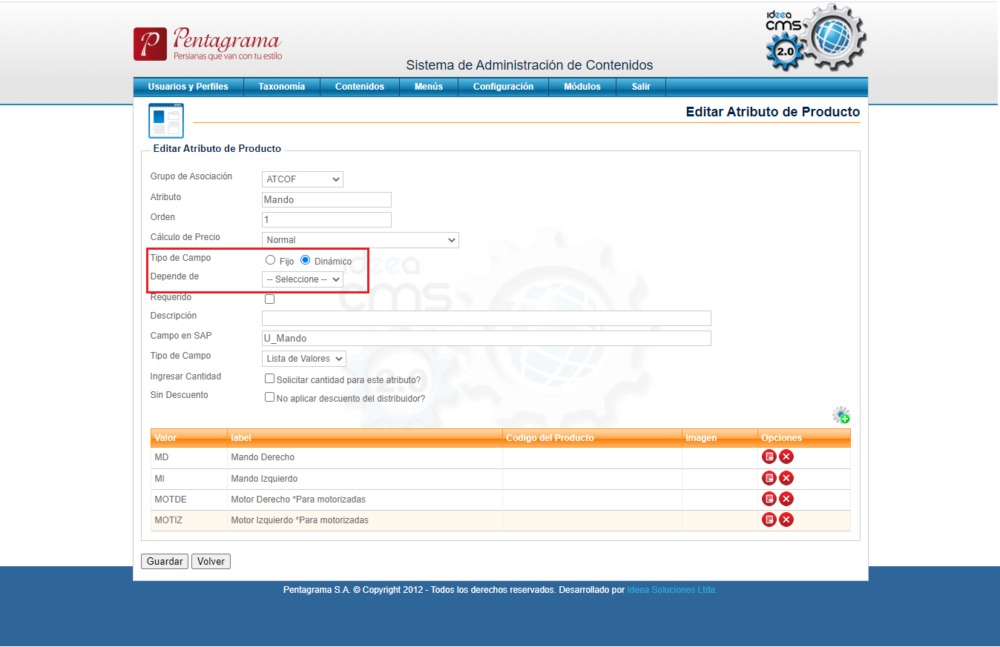 Pentagrama
Persianas que van con tu estilo
ideea
cms
2.0
Sistema de Administración de Contenidos
Usuarios y Perfiles Taxonomía Contenidos Menús Configuración Módulos Salir
Editar Atributo de Producto
Editar Atributo de Producto
Grupo de Asociación ATCOF
Atributo Mando
Orden 1
Cálculo de Precio Normal
Tipo de Campo Fijo Dinámico
Depende de -- Seleccione --
Requerido
Descripción
Campo en SAP U_Mando
Tipo de Campo Lista de Valores
Ingresar Cantidad Solicitar cantidad para este atributo?
Sin Descuento No aplicar descuento del distribuidor?
ideea
cms
2.0
Valor label Codigo del Producto Imagen Opciones
MD Mando Derecho
MI Mando Izquierdo
MOTDE Motor Derecho *Para motorizadas
MOTIZ Motor Izquierdo *Para motorizadas
Guardar Volver
Pentagrama S.A. © Copyright 2012 - Todos los derechos reservados. Desarrollado por Ideea Soluciones Ltda.